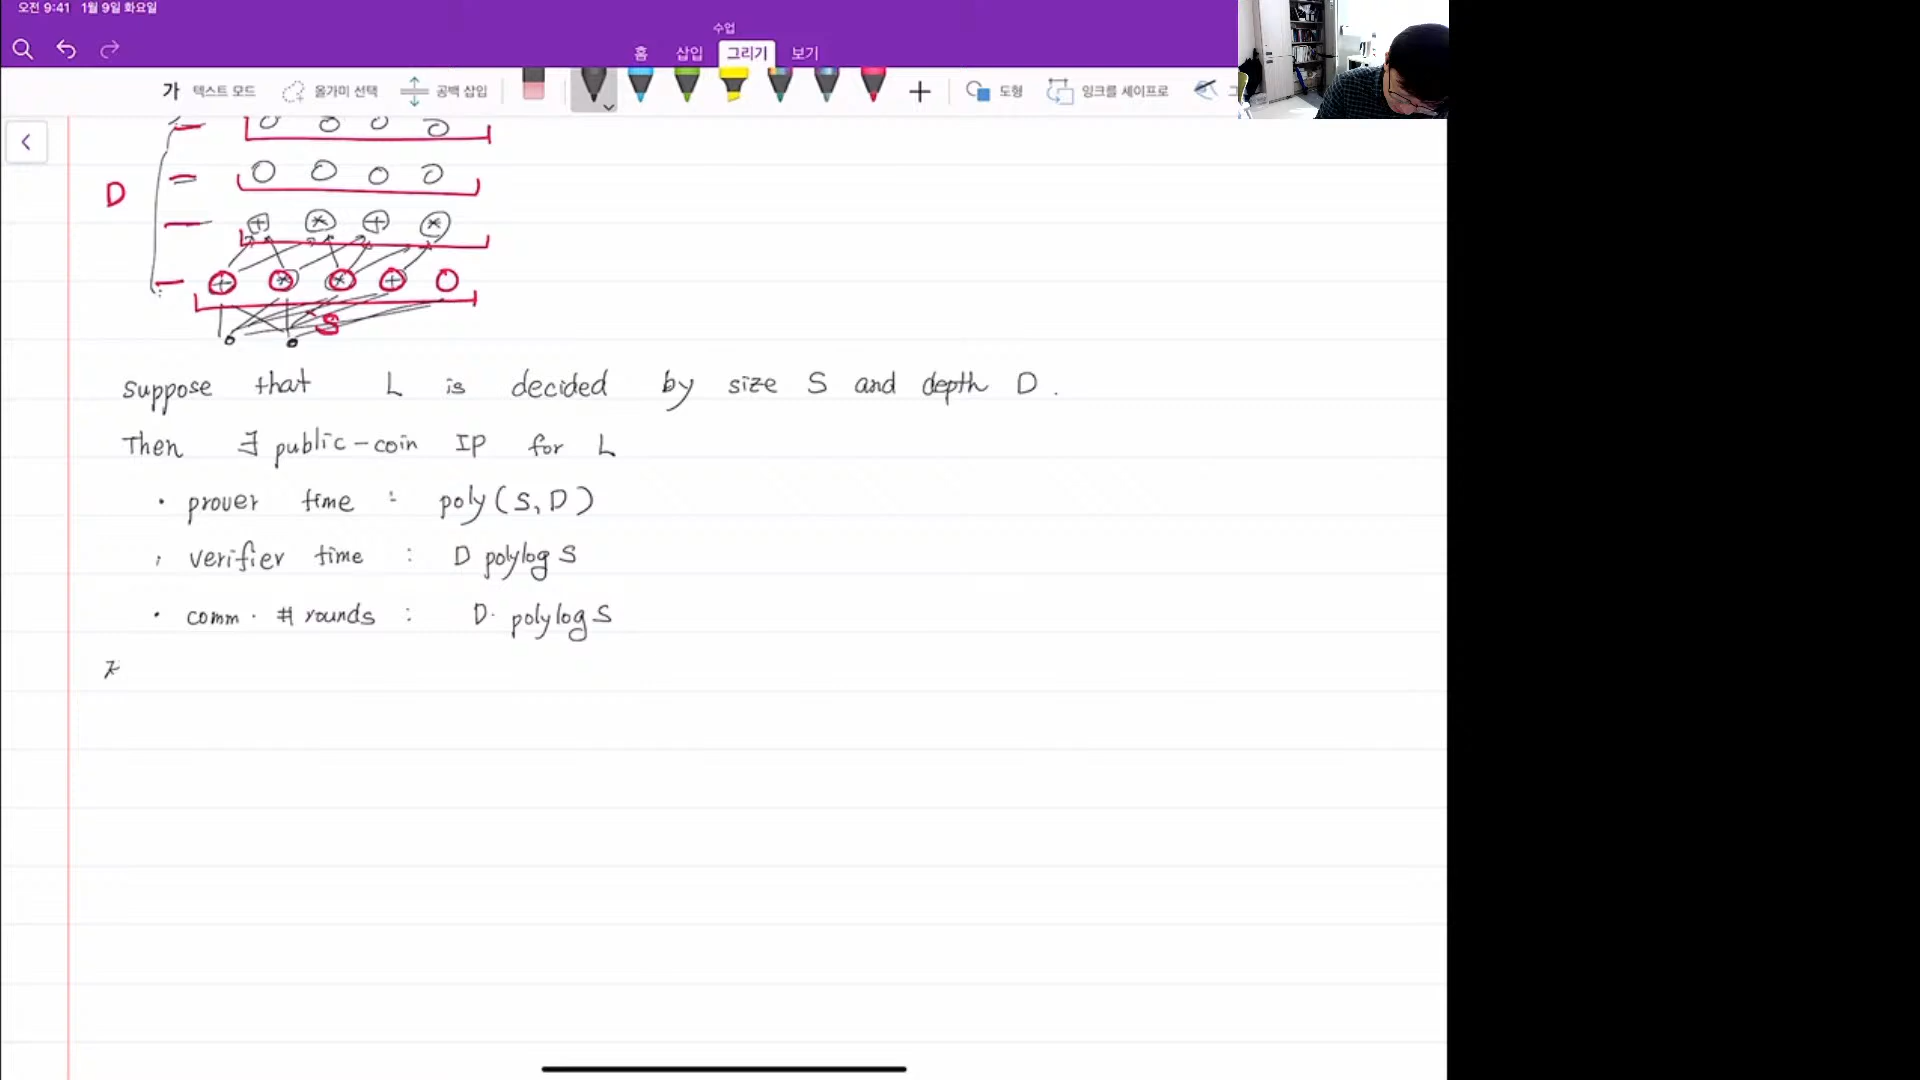 오전 9:41 1월 9일 화요일
수업
홈 삽입 그리기 보기
가 텍스트 모드 올가미 선택 공백 삽입 도형 잉크를 셰이프로
D
S
suppose that L is decided by size S and depth D.
Then ∃ public-coin IP for L
· prover time : poly(S, D)
· verifier time : D polylog S
· comm. # rounds : D· polylog S